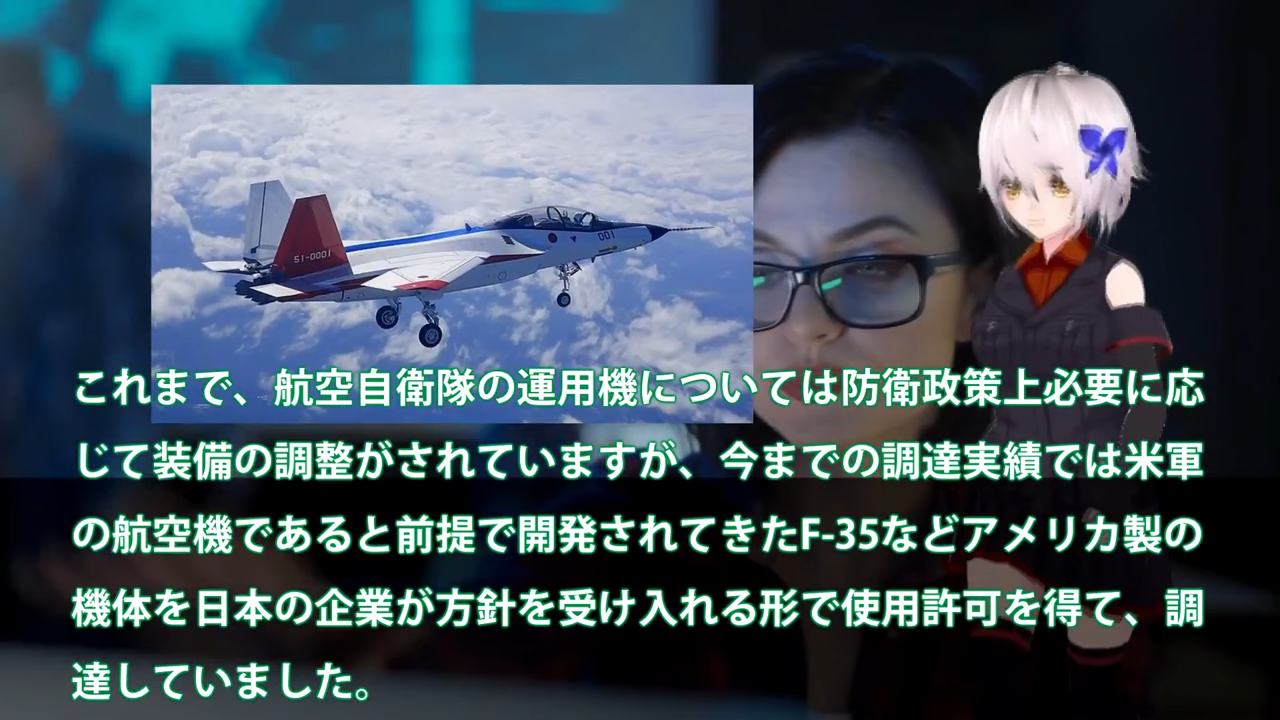 001
51-0001
これまで、航空自衛隊の運用機については防衛政策上必要に応
じて装備の調整がされていますが、今までの調達実績では米軍
の航空機であると前提で開発されてきたF-35などアメリカ製の
機体を日本の企業が方針を受け入れる形で使用許可を得て、調
達していました。